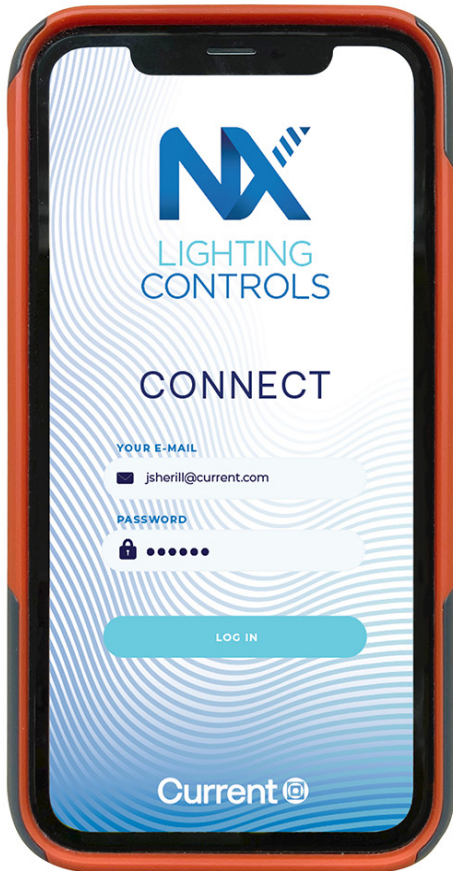 NX
LIGHTING
CONTROLS
CONNECT
YOUR E-MAIL
jsherill@current.com
PASSWORD
LOG IN
Current